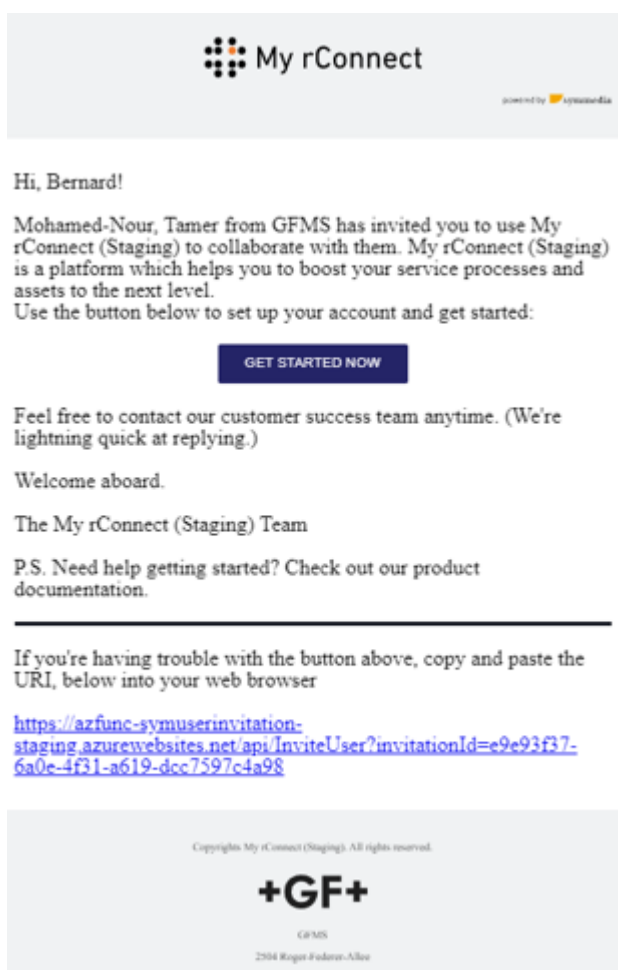 My rConnect
powered by symmedia
Hi, Bernard!
Mohamed-Nour, Tamer from GFMS has invited you to use My
rConnect (Staging) to collaborate with them. My rConnect (Staging)
is a platform which helps you to boost your service processes and
assets to the next level.
Use the button below to set up your account and get started:
GET STARTED NOW
Feel free to contact our customer success team anytime. (We're
lightning quick at replying.)
Welcome aboard.
The My rConnect (Staging) Team
P.S. Need help getting started? Check out our product
documentation.
If you're having trouble with the button above, copy and paste the
URI, below into your web browser
https://azfunc-symuserinvitation-
staging.azurewebsites.net/api/InviteUser?invitationId=e9e93f37-
6a0e-4f31-a619-dcc7597c4a98
Copyrights My rConnect (Staging). All rights reserved.
+GF+
GFMS
2504 Roger-Federer-Allee